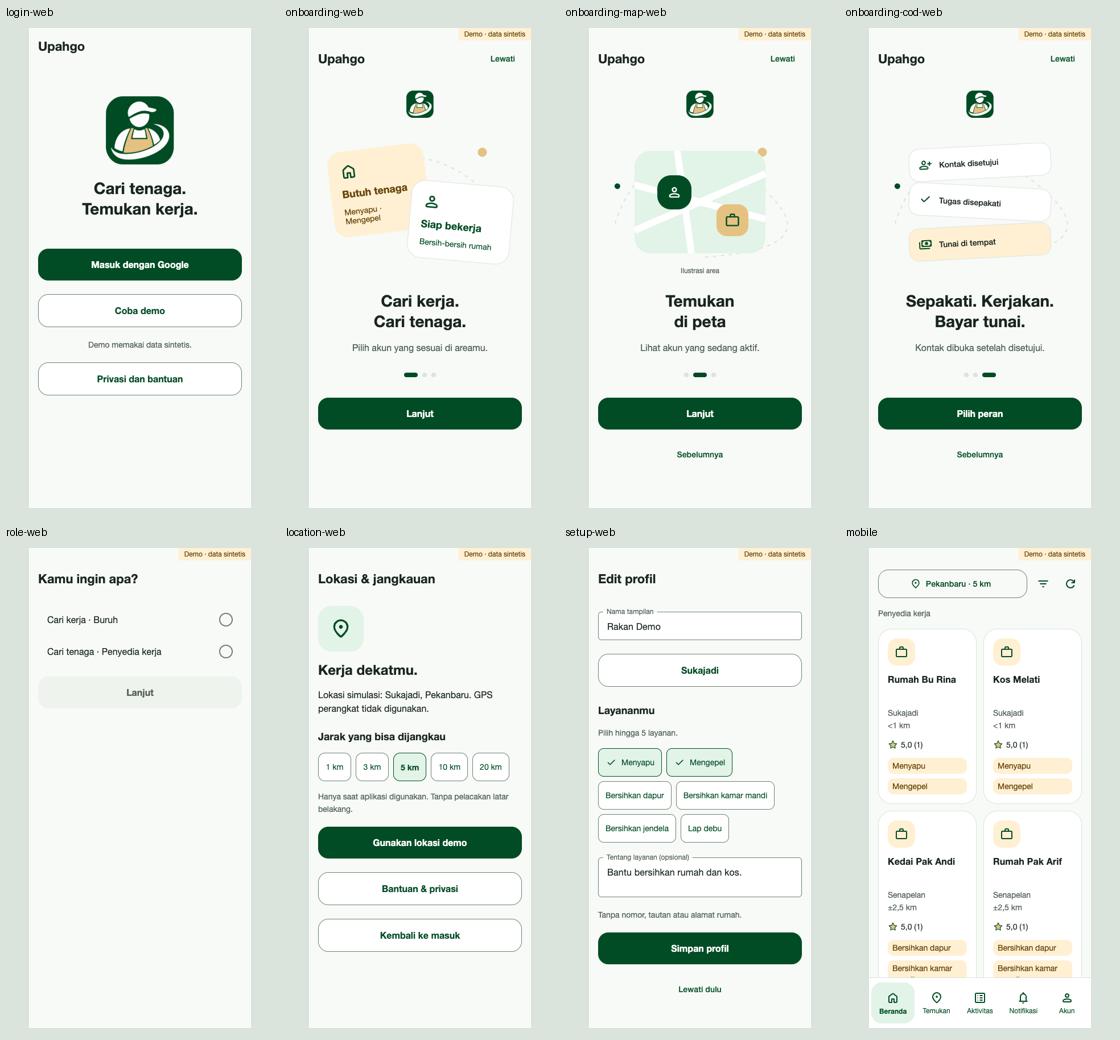 login-web
Upahgo
Cari tenaga.
Temukan kerja.
Masuk dengan Google
Coba demo
Demo memakai data sintetis.
Privasi dan bantuan
onboarding-web
Demo · data sintetis
Upahgo
Lewati
Butuh tenaga
Menyapu ·
Mengepel
Siap bekerja
Bersih-bersih rumah
Cari kerja.
Cari tenaga.
Pilih akun yang sesuai di areamu.
Lanjut
onboarding-map-web
Demo · data sintetis
Upahgo
Lewati
Ilustrasi area
Temukan
di peta
Lihat akun yang sedang aktif.
Lanjut
Sebelumnya
onboarding-cod-web
Demo · data sintetis
Upahgo
Lewati
Kontak disetujui
Tugas disepakati
Tunai di tempat
Sepakati. Kerjakan.
Bayar tunai.
Kontak dibuka setelah disetujui.
Pilih peran
Sebelumnya
role-web
Demo · data sintetis
Kamu ingin apa?
Cari kerja · Buruh
Cari tenaga · Penyedia kerja
Lanjut
location-web
Demo · data sintetis
Lokasi & jangkauan
Kerja dekatmu.
Lokasi simulasi: Sukajadi, Pekanbaru. GPS
perangkat tidak digunakan.
Jarak yang bisa dijangkau
1 km
3 km
5 km
10 km
20 km
Hanya saat aplikasi digunakan. Tanpa pelacakan latar
belakang.
Gunakan lokasi demo
Bantuan & privasi
Kembali ke masuk
setup-web
Demo · data sintetis
Edit profil
Nama tampilan
Rakan Demo
Sukajadi
Layananmu
Pilih hingga 5 layanan.
Menyapu
Mengepel
Bersihkan dapur
Bersihkan kamar mandi
Bersihkan jendela
Lap debu
Tentang layanan (opsional)
Bantu bersihkan rumah dan kos.
Tanpa nomor, tautan atau alamat rumah.
Simpan profil
Lewati dulu
mobile
Demo · data sintetis
Pekanbaru · 5 km
Penyedia kerja
Rumah Bu Rina
Sukajadi
<1 km
5,0 (1)
Menyapu
Mengepel
Kos Melati
Sukajadi
<1 km
5,0 (1)
Menyapu
Mengepel
Kedai Pak Andi
Senapelan
±2,5 km
5,0 (1)
Bersihkan dapur
Bersihkan kamar
Rumah Pak Arif
Senapelan
±2,5 km
5,0 (1)
Bersihkan dapur
Bersihkan kamar
Beranda
Temukan
Aktivitas
Notifikasi
Akun